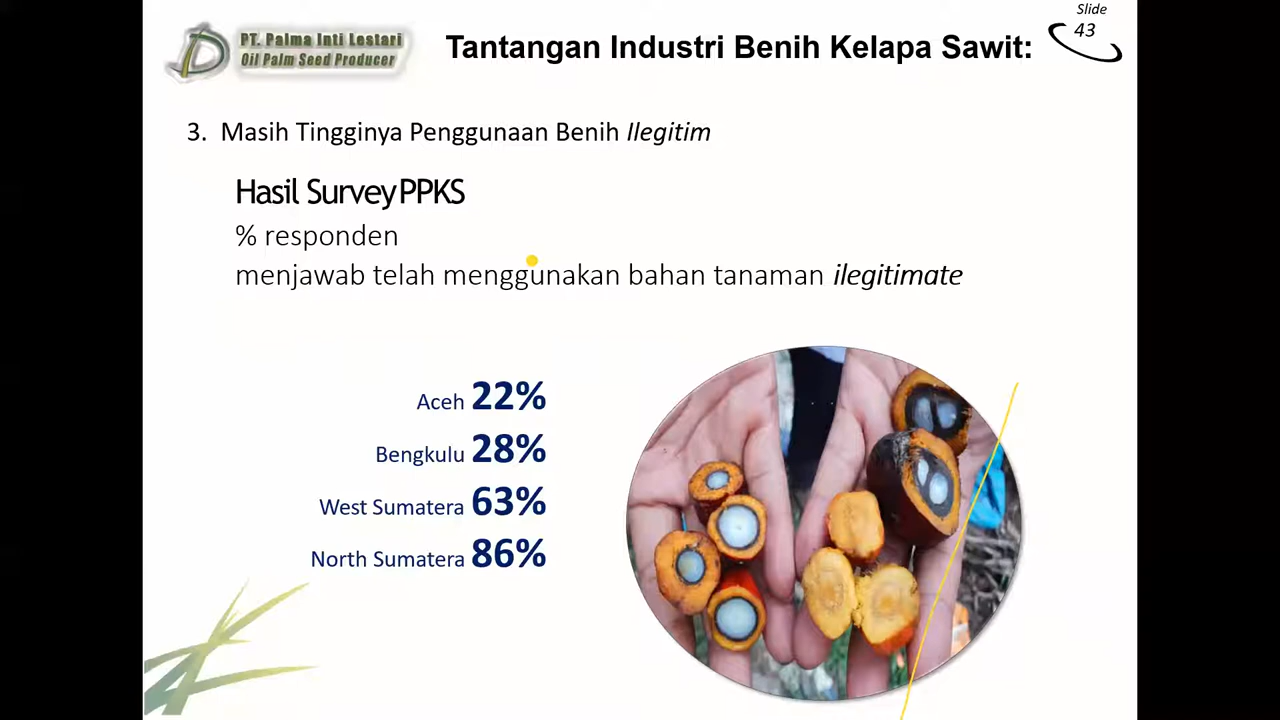 PT. Palma Inti Lestari
Oil Palm Seed Producer
Tantangan Industri Benih Kelapa Sawit:
Slide
43
3. Masih Tingginya Penggunaan Benih Ilegitim
Hasil Survey PPKS
% responden
menjawab telah menggunakan bahan tanaman ilegitimate
Aceh 22%
Bengkulu 28%
West Sumatera 63%
North Sumatera 86%